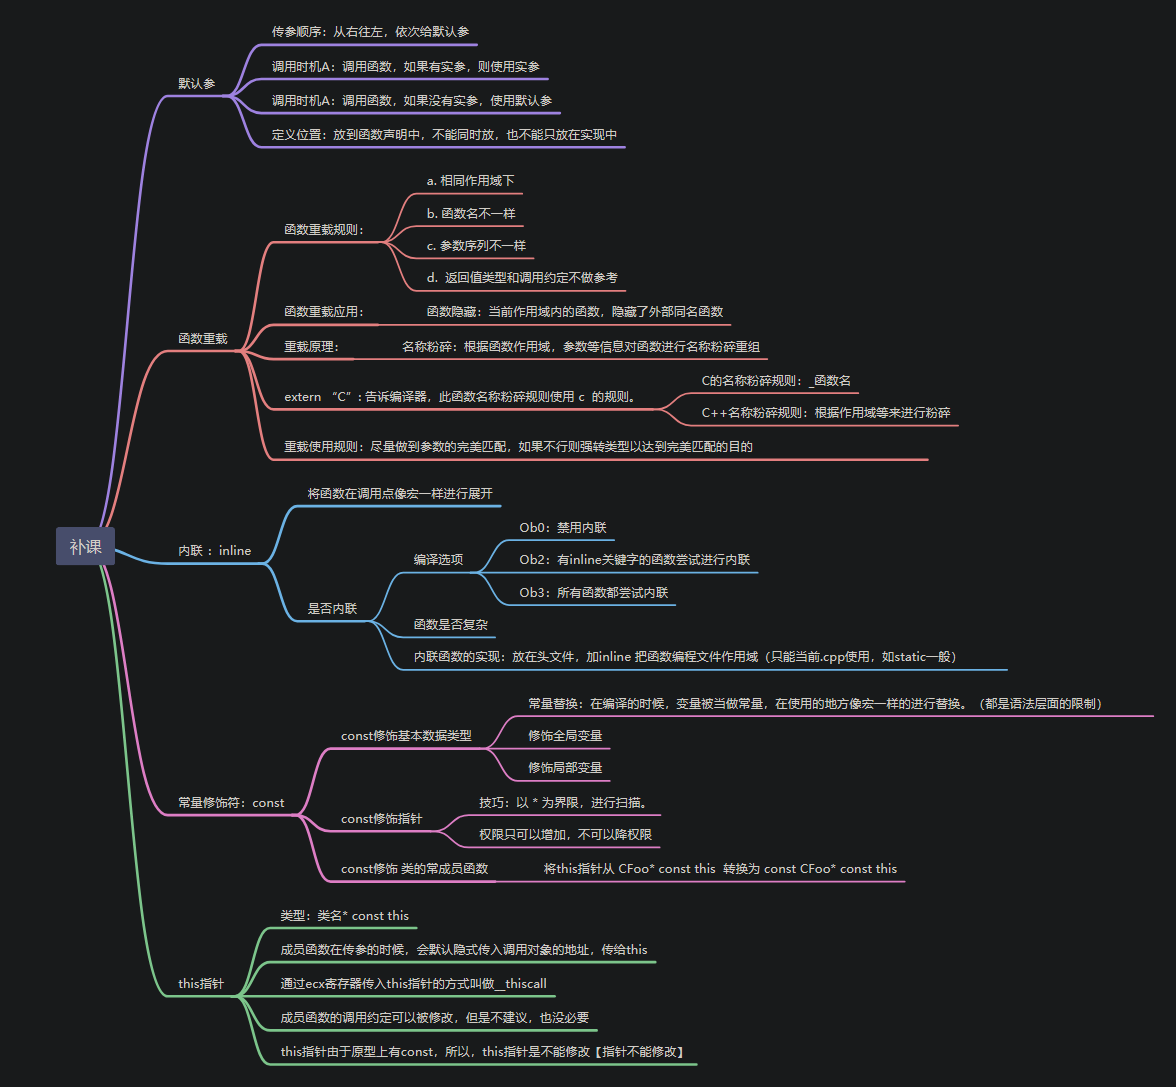 补课
默认参
传参顺序：从右往左，依次给默认参
调用时机A：调用函数，如果有实参，则使用实参
调用时机A：调用函数，如果没有实参，使用默认参
定义位置：放到函数声明中，不能同时放，也不能只放在实现中
函数重载
函数重载规则：
a. 相同作用域下
b. 函数名不一样
c. 参数序列不一样
d. 返回值类型和调用约定不做参考
函数重载应用：
函数隐藏：当前作用域内的函数，隐藏了外部同名函数
重载原理：
名称粉碎：根据函数作用域，参数等信息对函数进行名称粉碎重组
extern “C”: 告诉编译器，此函数名称粉碎规则使用 c 的规则。
C的名称粉碎规则：_函数名
C++名称粉碎规则：根据作用域等来进行粉碎
重载使用规则：尽量做到参数的完美匹配，如果不行则强转类型以达到完美匹配的目的
内联 ：inline
将函数在调用点像宏一样进行展开
是否内联
编译选项
Ob0：禁用内联
Ob2：有inline关键字的函数尝试进行内联
Ob3：所有函数都尝试内联
函数是否复杂
内联函数的实现：放在头文件，加inline 把函数编程文件作用域（只能当前.cpp使用，如static一般）
常量修饰符：const
const修饰基本数据类型
常量替换：在编译的时候，变量被当做常量，在使用的地方像宏一样的进行替换。（都是语法层面的限制）
修饰全局变量
修饰局部变量
const修饰指针
技巧：以 * 为界限，进行扫描。
权限只可以增加，不可以降权限
const修饰 类的常成员函数
将this指针从 CFoo* const this 转换为 const CFoo* const this
this指针
类型：类名* const this
成员函数在传参的时候，会默认隐式传入调用对象的地址，传给this
通过ecx寄存器传入this指针的方式叫做__thiscall
成员函数的调用约定可以被修改，但是不建议，也没必要
this指针由于原型上有const，所以，this指针是不能修改【指针不能修改】